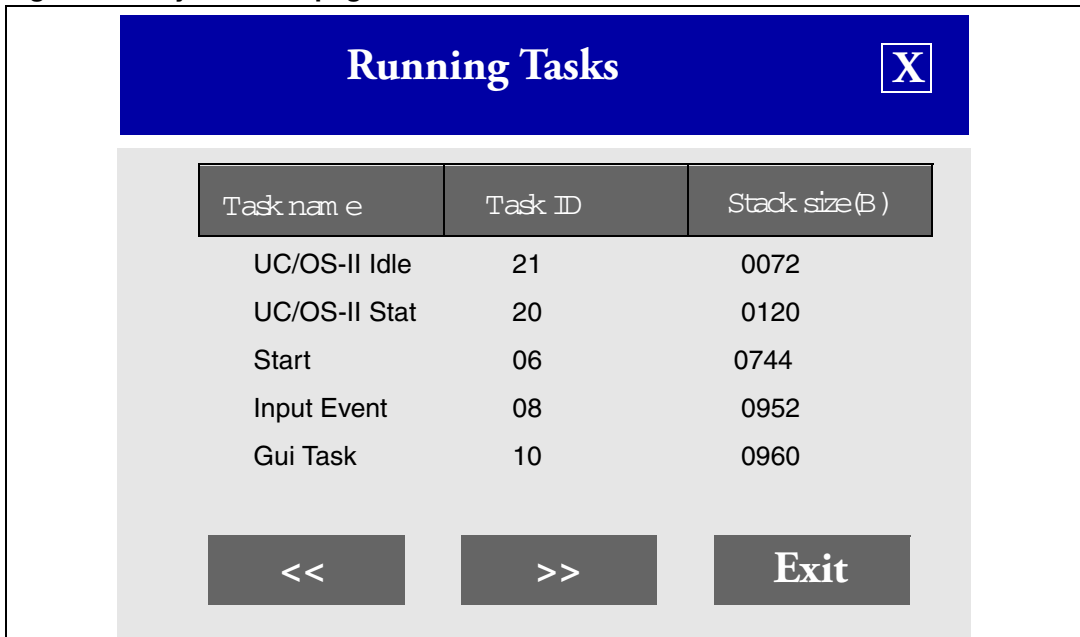 Running Tasks X
Task name Task ID Stack size(B)
UC/OS-II Idle 21 0072
UC/OS-II Stat 20 0120
Start 06 0744
Input Event 08 0952
Gui Task 10 0960
<< >> Exit